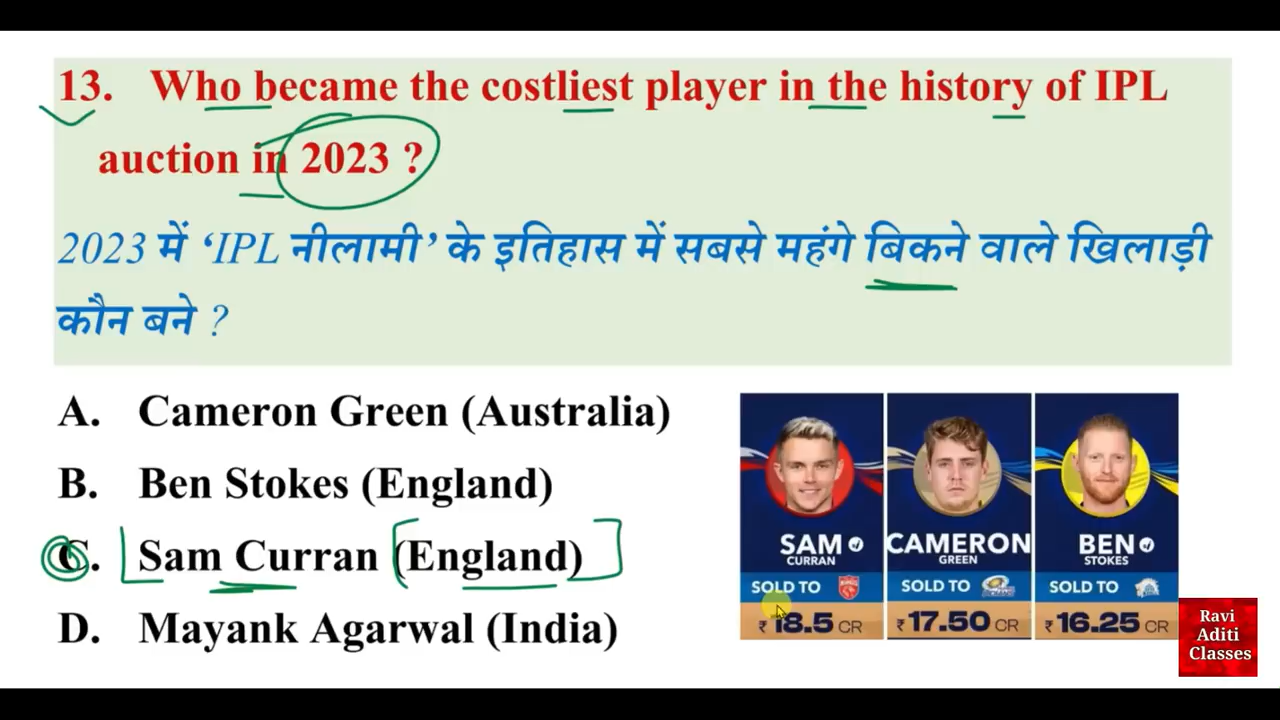 13. Who became the costliest player in the history of IPL
auction in 2023 ?
2023 में ‘IPL नीलामी’ के इतिहास में सबसे महंगे बिकने वाले खिलाड़ी
कौन बने ?
A. Cameron Green (Australia)
B. Ben Stokes (England)
C. Sam Curran (England)
D. Mayank Agarwal (India)
SAM
CURRAN
SOLD TO
₹ 18.5 CR
CAMERON
GREEN
SOLD TO
₹ 17.50 CR
BEN
STOKES
SOLD TO
₹ 16.25 CR
Ravi
Aditi
Classes